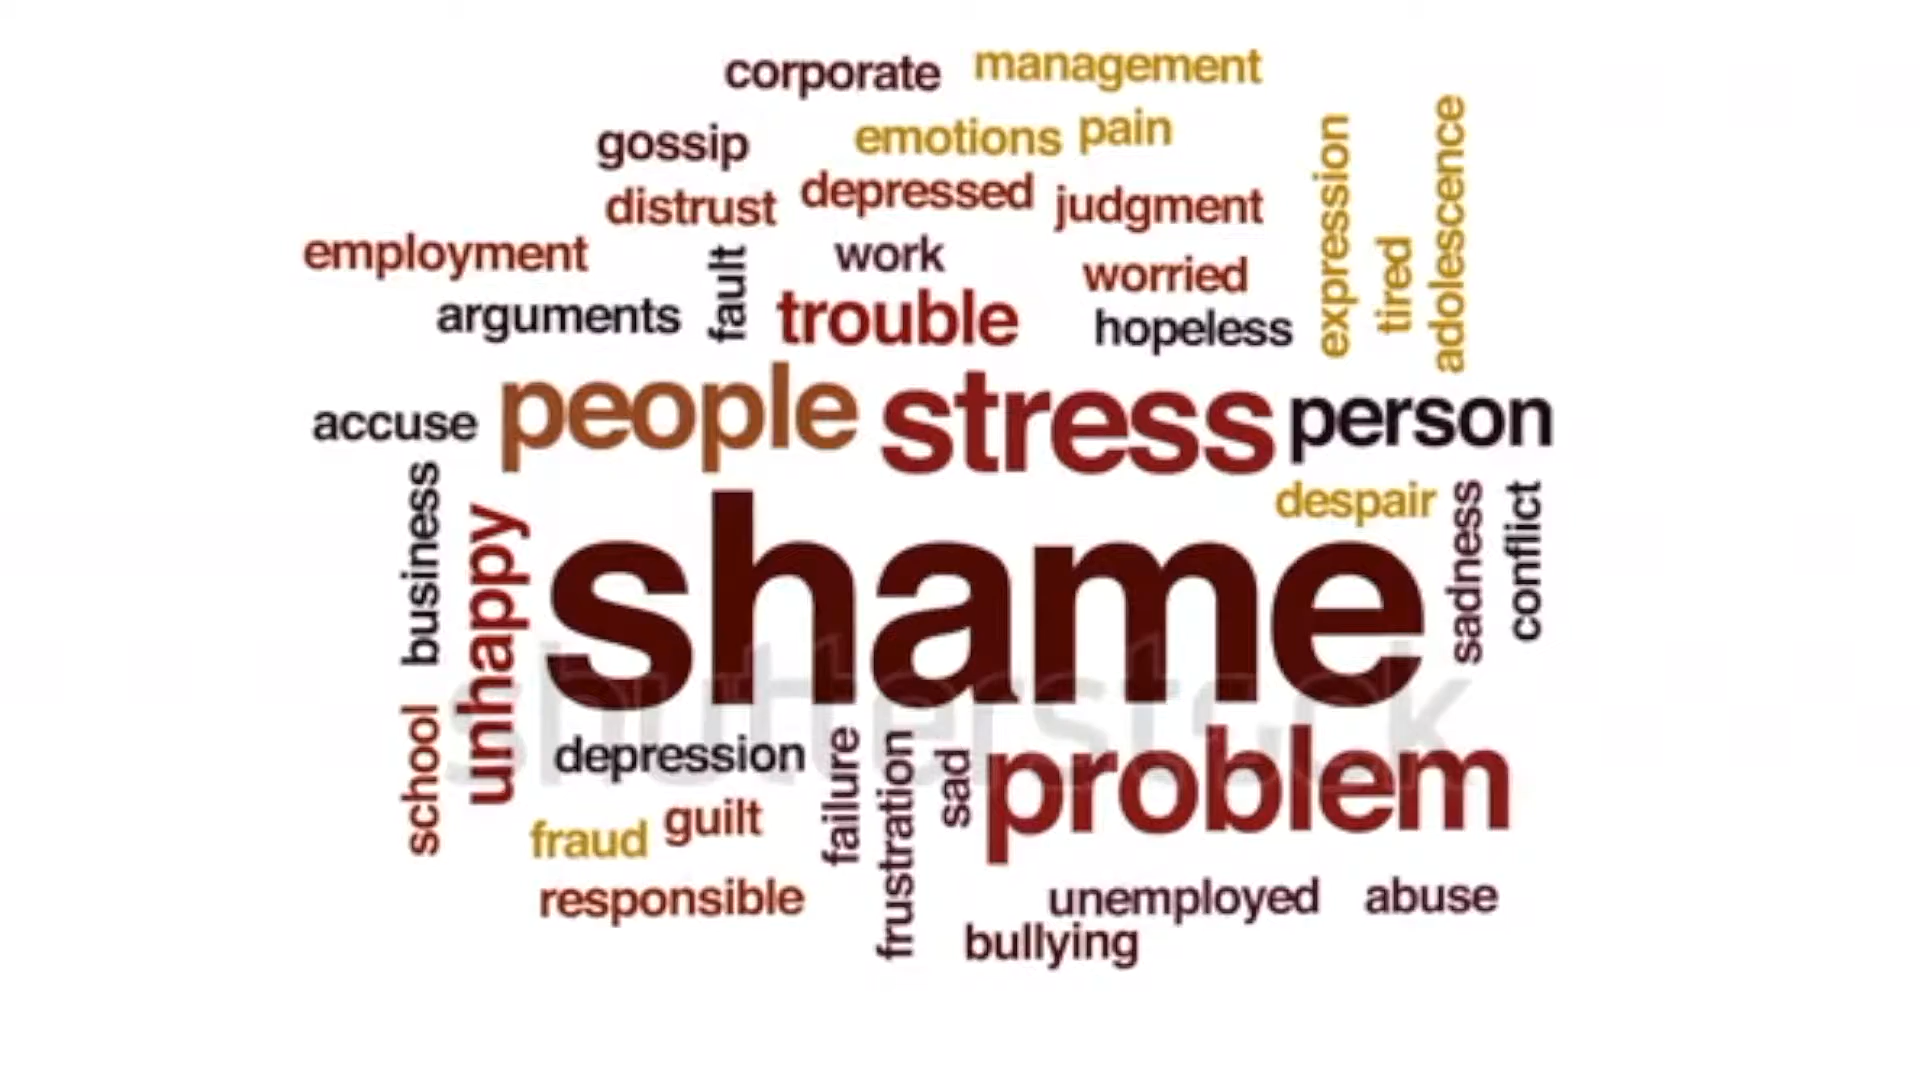 corporate management
gossip emotions pain
distrust depressed judgment
expression
tired
adolescence
employment fault work worried
arguments trouble hopeless
accuse people stress person
business
unhappy
shame
despair
sadness
conflict
school
depression
failure
frustration
sad
problem
fraud guilt
responsible
unemployed abuse
bullying
shutterstock